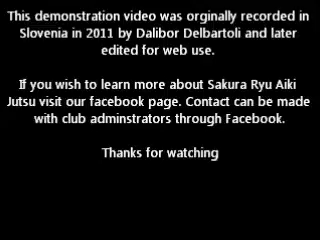 This demonstration video was orginally recorded in
Slovenia in 2011 by Dalibor Delbartoli and later
edited for web use.
If you wish to learn more about Sakura Ryu Aiki
Jutsu visit our facebook page. Contact can be made
with club adminstrators through Facebook.
Thanks for watching